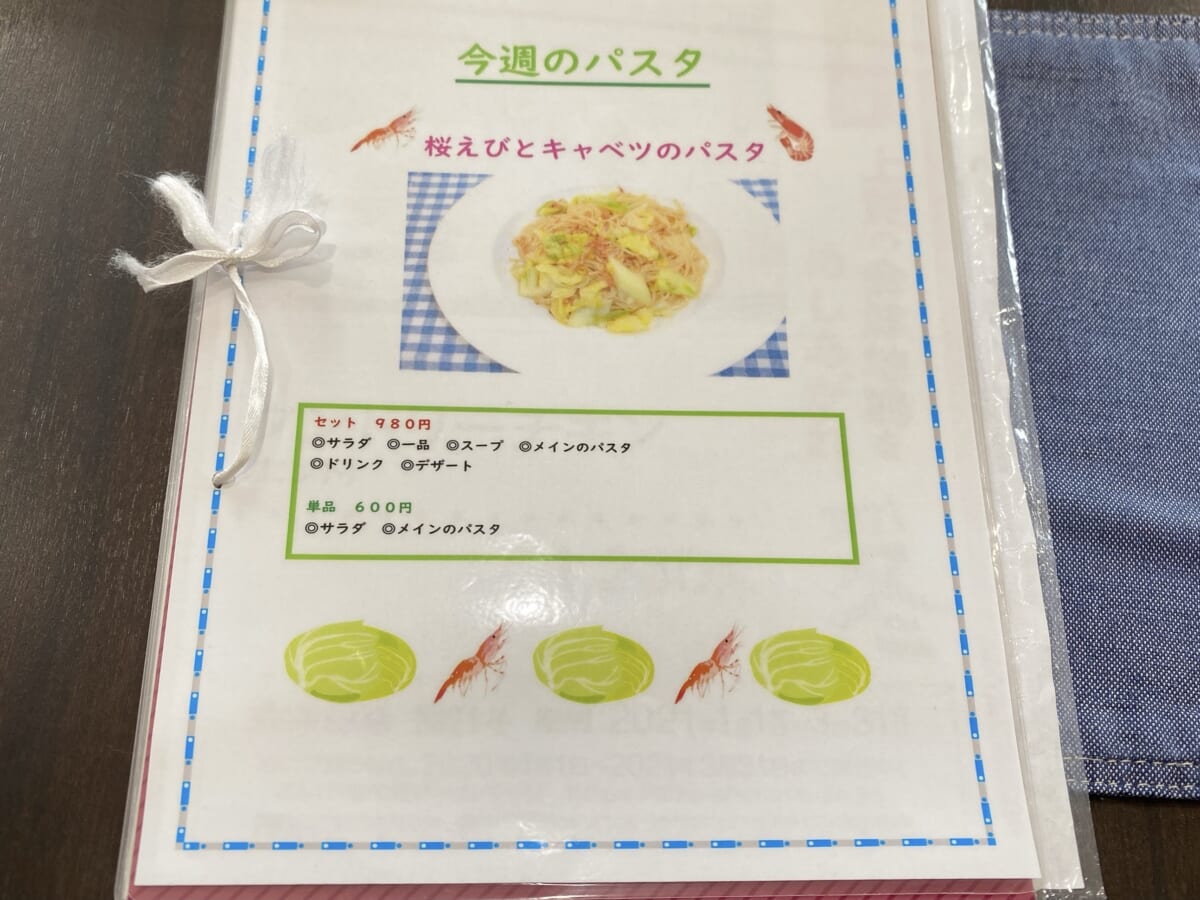 今週のパスタ
桜えびとキャベツのパスタ
セット　９８０円
◎サラダ　◎一品　◎スープ　◎メインのパスタ
◎ドリンク　◎デザート
単品　６００円
◎サラダ　◎メインのパスタ